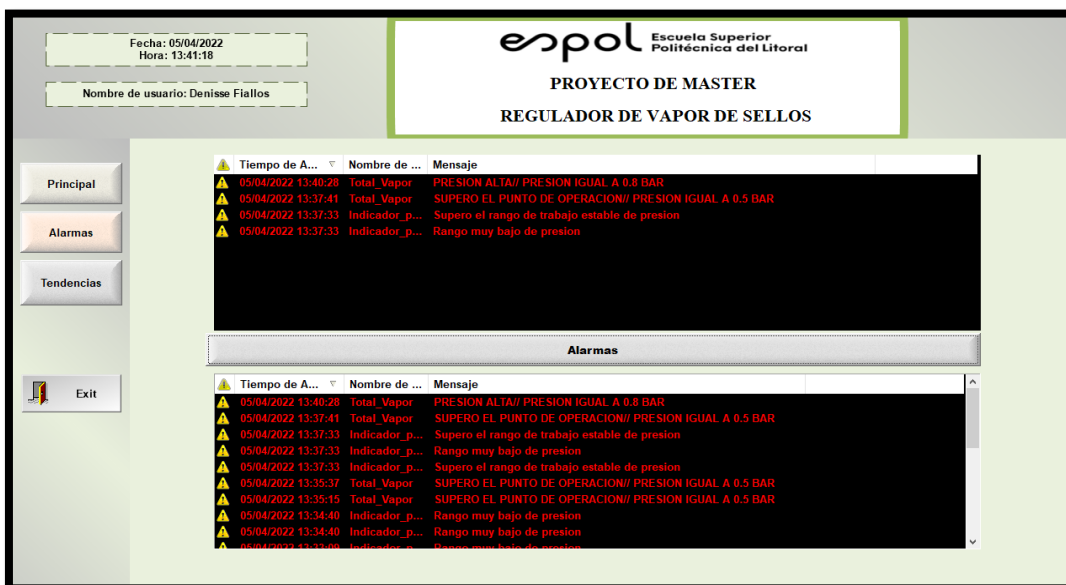 Fecha: 05/04/2022
Hora: 13:41:18
Nombre de usuario: Denisse Fiallos
espol Escuela Superior
Politécnica del Litoral
PROYECTO DE MASTER
REGULADOR DE VAPOR DE SELLOS
Principal
Alarmas
Tendencias
Exit
Tiempo de A... Nombre de ... Mensaje
05/04/2022 13:40:28 Total_Vapor PRESION ALTA// PRESION IGUAL A 0.8 BAR
05/04/2022 13:37:41 Total_Vapor SUPERO EL PUNTO DE OPERACION// PRESION IGUAL A 0.5 BAR
05/04/2022 13:37:33 Indicador_p... Supero el rango de trabajo estable de presion
05/04/2022 13:37:33 Indicador_p... Rango muy bajo de presion
Alarmas
Tiempo de A... Nombre de ... Mensaje
05/04/2022 13:40:28 Total_Vapor PRESION ALTA// PRESION IGUAL A 0.8 BAR
05/04/2022 13:37:41 Total_Vapor SUPERO EL PUNTO DE OPERACION// PRESION IGUAL A 0.5 BAR
05/04/2022 13:37:33 Indicador_p... Supero el rango de trabajo estable de presion
05/04/2022 13:37:33 Indicador_p... Rango muy bajo de presion
05/04/2022 13:37:33 Indicador_p... Supero el rango de trabajo estable de presion
05/04/2022 13:35:37 Total_Vapor SUPERO EL PUNTO DE OPERACION// PRESION IGUAL A 0.5 BAR
05/04/2022 13:35:15 Total_Vapor SUPERO EL PUNTO DE OPERACION// PRESION IGUAL A 0.5 BAR
05/04/2022 13:34:40 Indicador_p... Rango muy bajo de presion
05/04/2022 13:34:40 Indicador_p... Rango muy bajo de presion
05/04/2022 13:33:09 Indicador_p... Rango muy bajo de presion